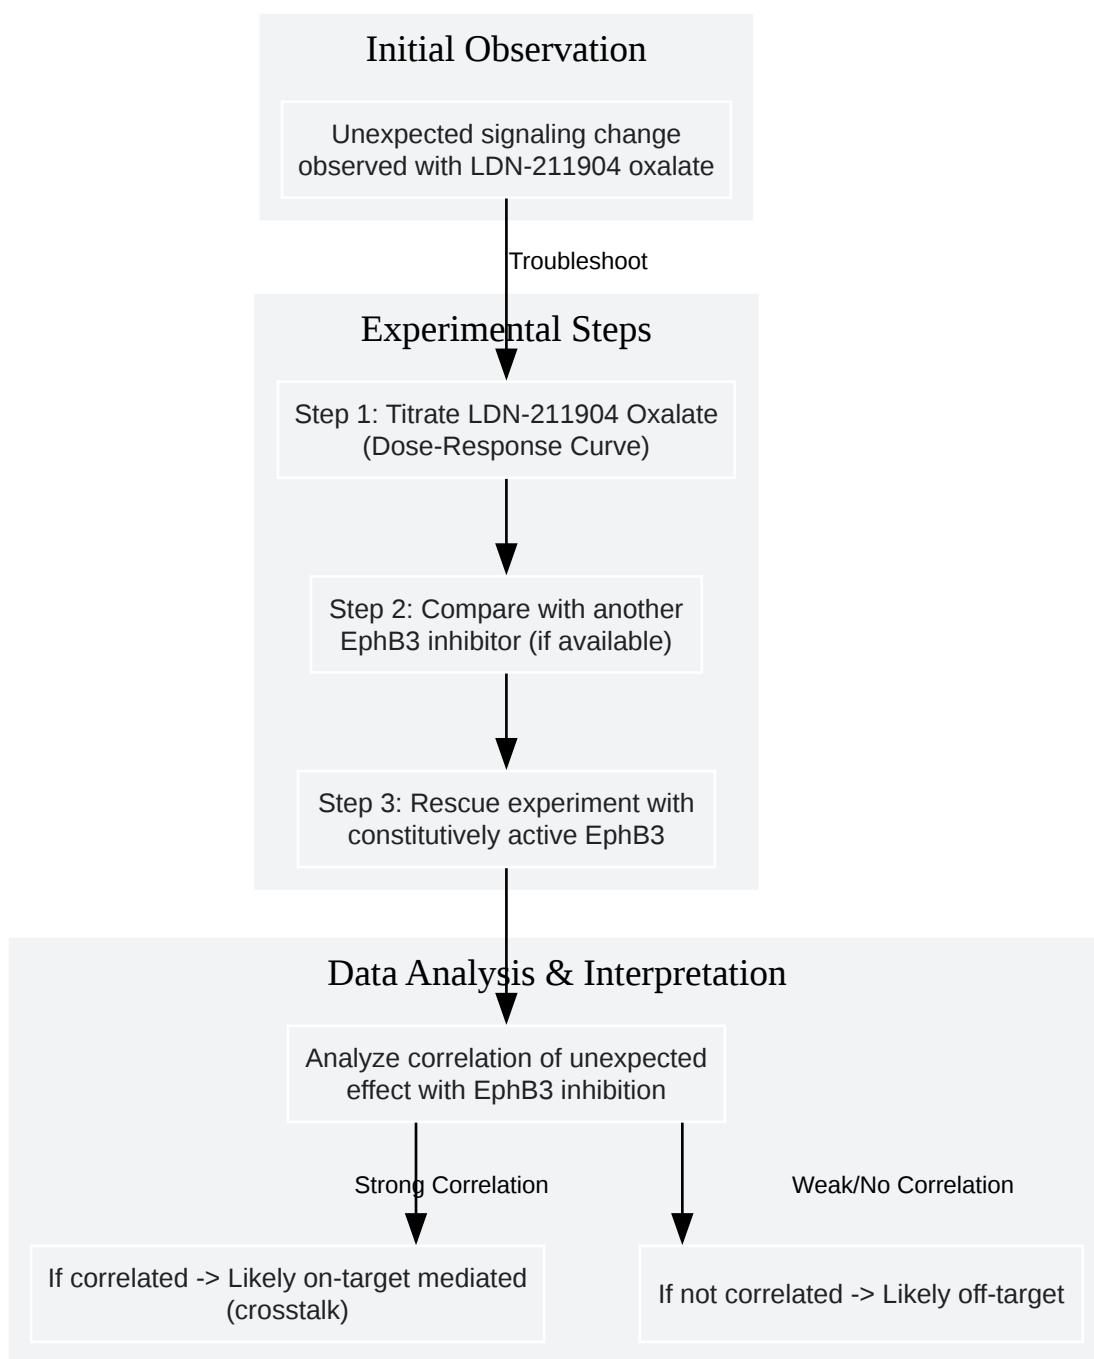 Initial Observation
Unexpected signaling change
observed with LDN-211904 oxalate
Troubleshoot
Experimental Steps
Step 1: Titrate LDN-211904 Oxalate
(Dose-Response Curve)
Step 2: Compare with another
EphB3 inhibitor (if available)
Step 3: Rescue experiment with
constitutively active EphB3
Data Analysis & Interpretation
Analyze correlation of unexpected
effect with EphB3 inhibition
Strong Correlation
Weak/No Correlation
If correlated -> Likely on-target mediated
(crosstalk)
If not correlated -> Likely off-target